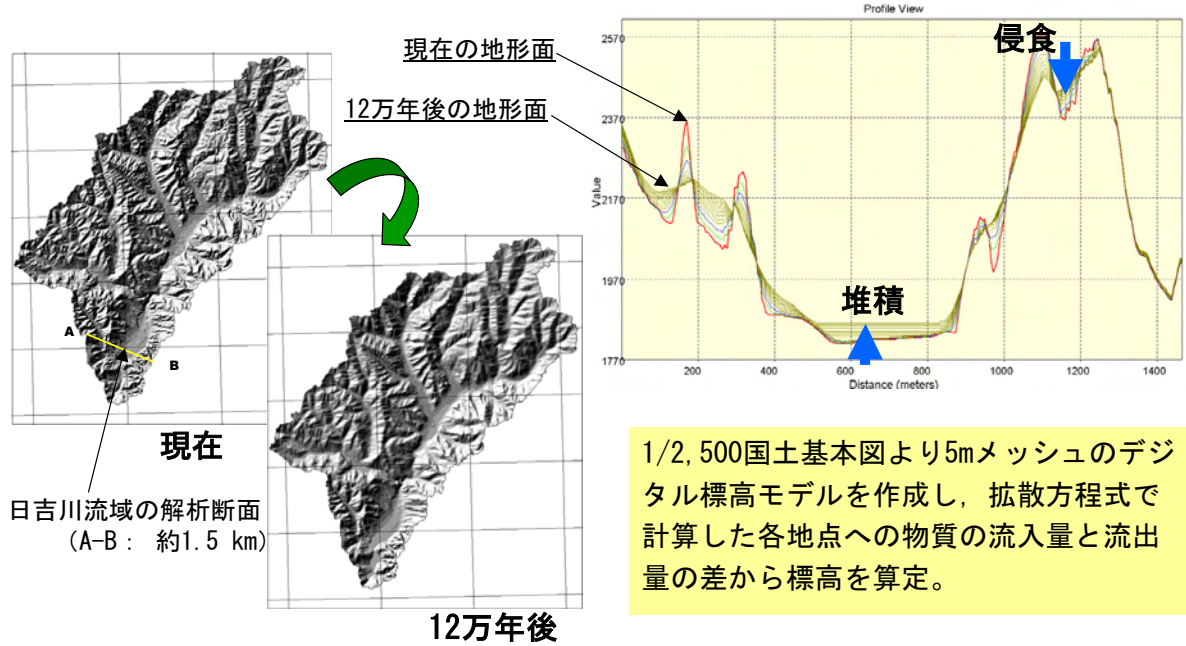 現在の地形面
12万年後の地形面
A
B
現在
日吉川流域の解析断面
(A-B： 約1.5 km)
12万年後
Profile View
侵食
堆積
Value
2570
2370
2170
1970
1770
200
400
600
800
1000
1200
1400
Distance (meters)
1/2,500国土基本図より5mメッシュのデジ
タル標高モデルを作成し，拡散方程式で
計算した各地点への物質の流入量と流出
量の差から標高を算定。